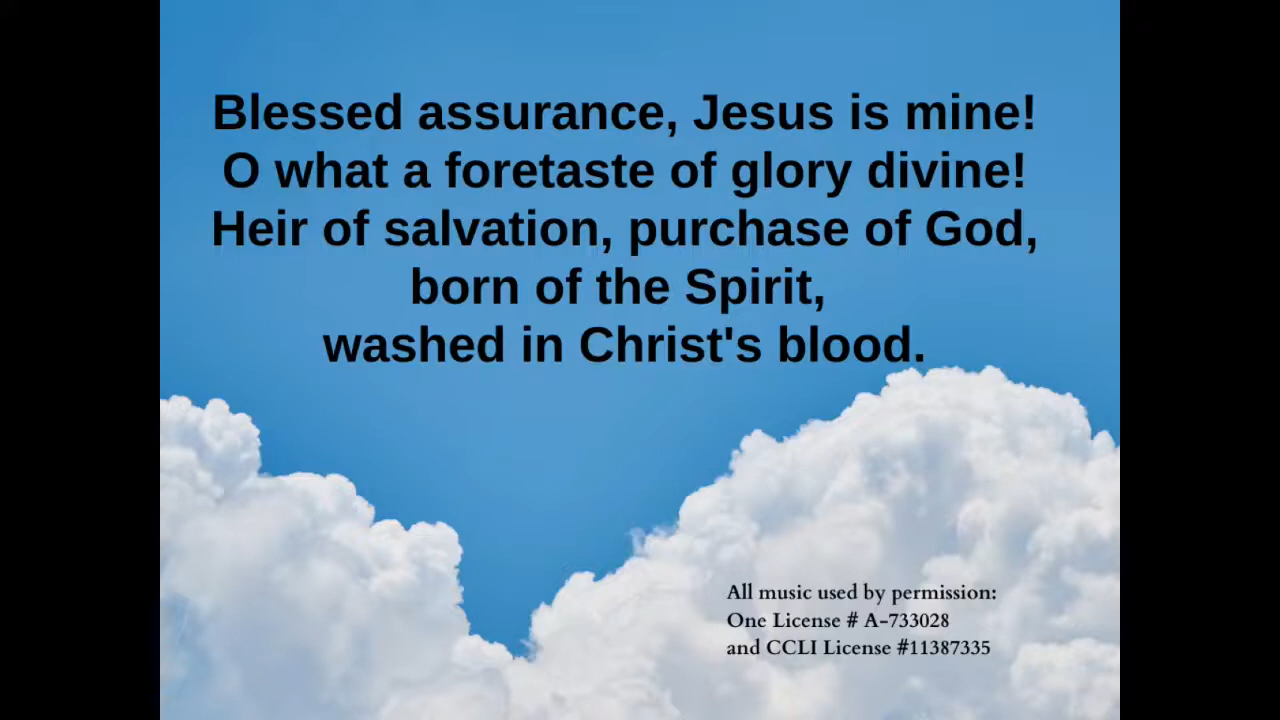 Blessed assurance, Jesus is mine!
O what a foretaste of glory divine!
Heir of salvation, purchase of God,
born of the Spirit,
washed in Christ's blood.
All music used by permission:
One License # A-733028
and CCLI License #11387335